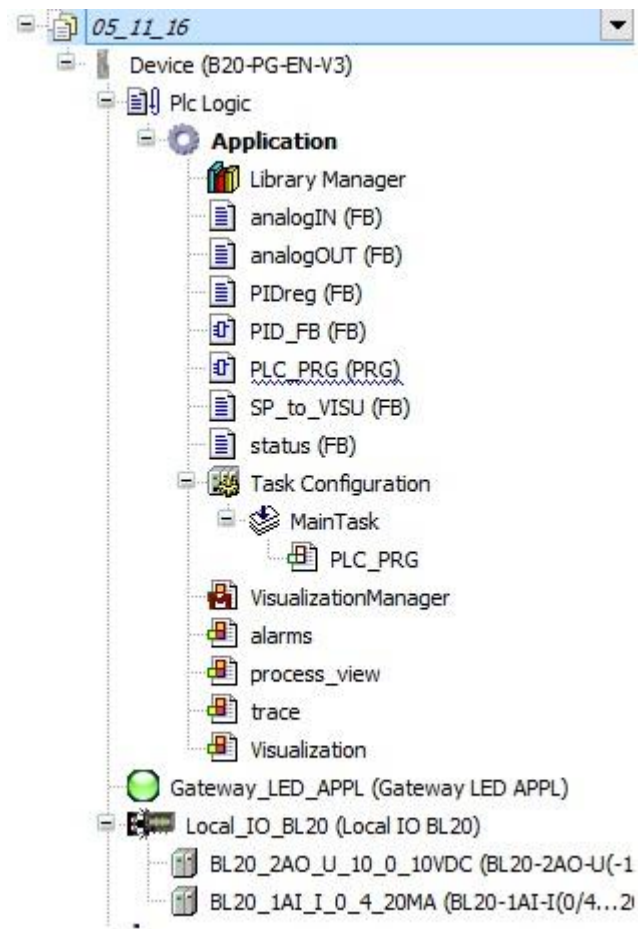 05_11_16
Device (B20-PG-EN-V3)
Plc Logic
Application
Library Manager
analogIN (FB)
analogOUT (FB)
PIDreg (FB)
PID_FB (FB)
PLC_PRG (PRG)
SP_to_VISU (FB)
status (FB)
Task Configuration
MainTask
PLC_PRG
VisualizationManager
alarms
process_view
trace
Visualization
Gateway_LED_APPL (Gateway LED APPL)
Local_IO_BL20 (Local IO BL20)
BL20_2AO_U_10_0_10VDC (BL20-2AO-U(-1
BL20_1AI_I_0_4_20MA (BL20-1AI-I(0/4...2